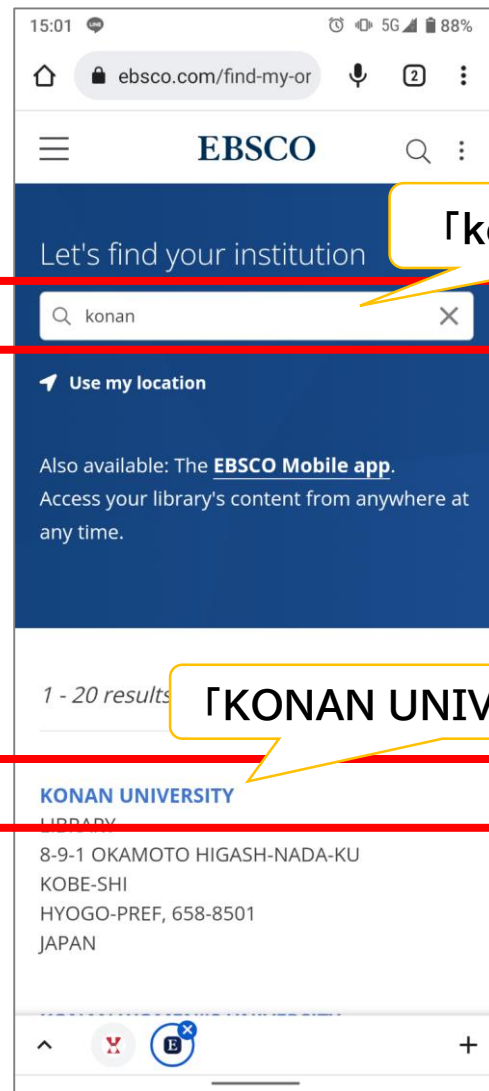 15:01 5G 88%
ebsco.com/find-my-or 2
EBSCO
「ko
Let's find your institution
konan
Use my location
Also available: The EBSCO Mobile app.
Access your library's content from anywhere at
any time.
1 - 20 results
「KONAN UNIV
KONAN UNIVERSITY
LIBRARY
8-9-1 OKAMOTO HIGASH-NADA-KU
KOBE-SHI
HYOGO-PREF, 658-8501
JAPAN